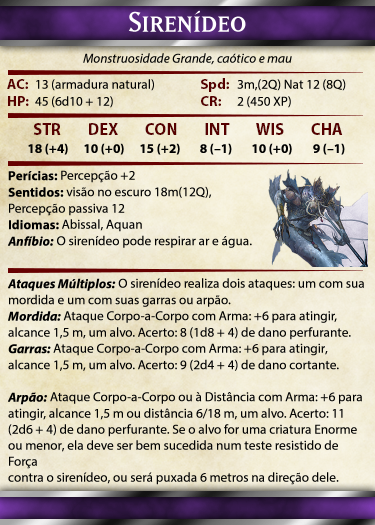 SIRENÍDEO
Monstruosidade Grande, caótico e mau
AC: 13 (armadura natural) Spd: 3m,(2Q) Nat 12 (8Q)
HP: 45 (6d10 + 12) CR: 2 (450 XP)
STR DEX CON INT WIS CHA
18 (+4) 10 (+0) 15 (+2) 8 (–1) 10 (+0) 9 (–1)
Perícias: Percepção +2
Sentidos: visão no escuro 18m(12Q),
Percepção passiva 12
Idiomas: Abissal, Aquan
Anfíbio: O sirenídeo pode respirar ar e água.
Ataques Múltiplos: O sirenídeo realiza dois ataques: um com sua
mordida e um com suas garras ou arpão.
Mordida: Ataque Corpo-a-Corpo com Arma: +6 para atingir,
alcance 1,5 m, um alvo. Acerto: 8 (1d8 + 4) de dano perfurante.
Garras: Ataque Corpo-a-Corpo com Arma: +6 para atingir,
alcance 1,5 m, um alvo. Acerto: 9 (2d4 + 4) de dano cortante.
Arpão: Ataque Corpo-a-Corpo ou à Distância com Arma: +6 para
atingir, alcance 1,5 m ou distância 6/18 m, um alvo. Acerto: 11
(2d6 + 4) de dano perfurante. Se o alvo for uma criatura Enorme
ou menor, ela deve ser bem sucedida num teste resistido de
Força
contra o sirenídeo, ou será puxada 6 metros na direção dele.